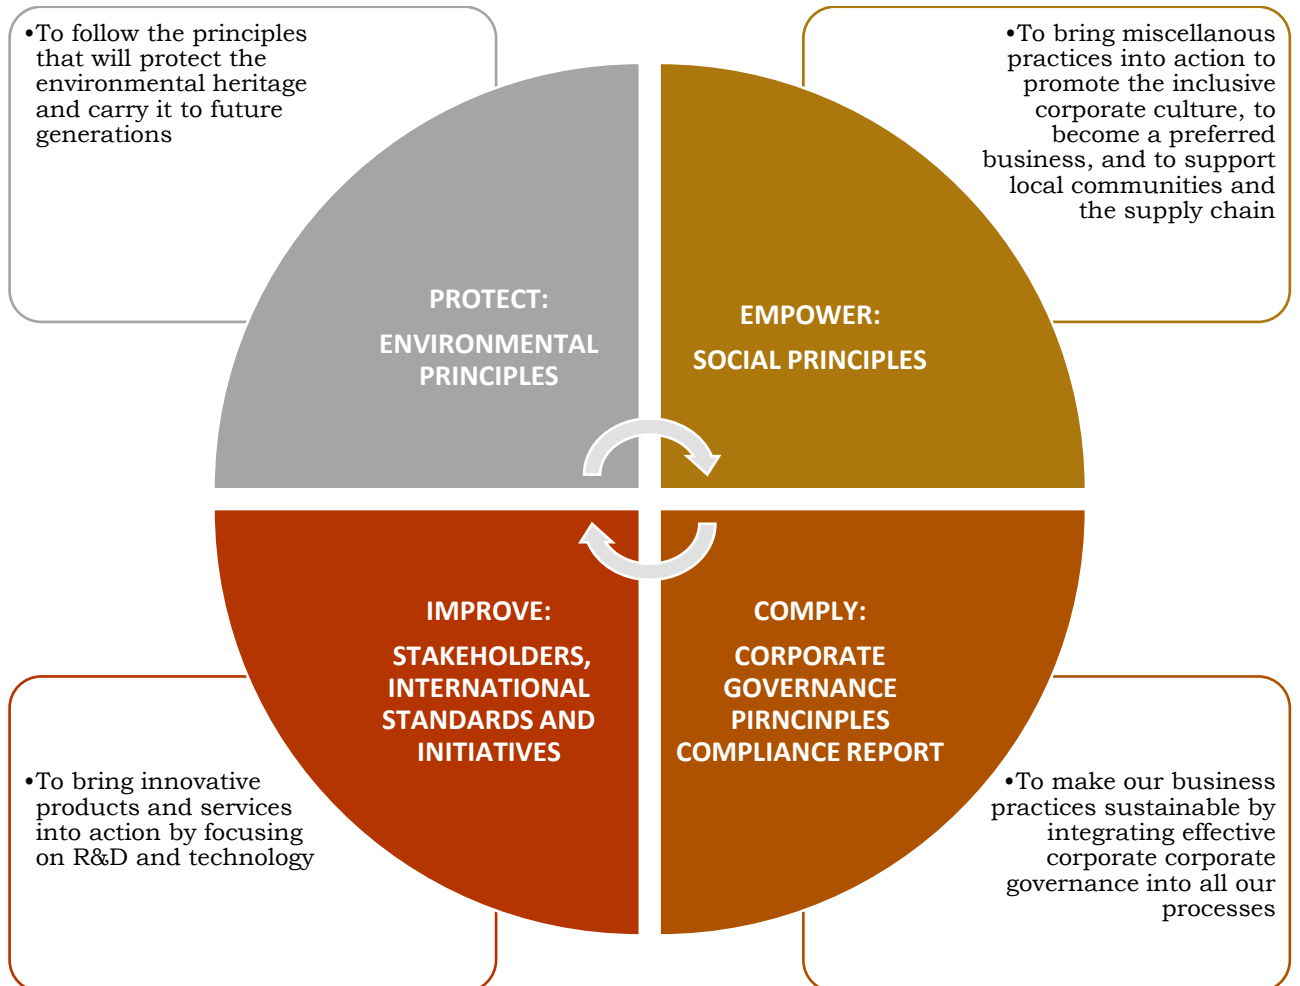 •To follow the principles
that will protect the
environmental heritage
and carry it to future
generations
•To bring miscellanous
practices into action to
promote the inclusive
corporate culture, to
become a preferred
business, and to support
local communities and
the supply chain
PROTECT:
ENVIRONMENTAL
PRINCIPLES
EMPOWER:
SOCIAL PRINCIPLES
IMPROVE:
STAKEHOLDERS,
INTERNATIONAL
STANDARDS AND
INITIATIVES
COMPLY:
CORPORATE
GOVERNANCE
PIRNCINPLES
COMPLIANCE REPORT
•To bring innovative
products and services
into action by focusing
on R&D and technology
•To make our business
practices sustainable by
integrating effective
corporate corporate
governance into all our
processes